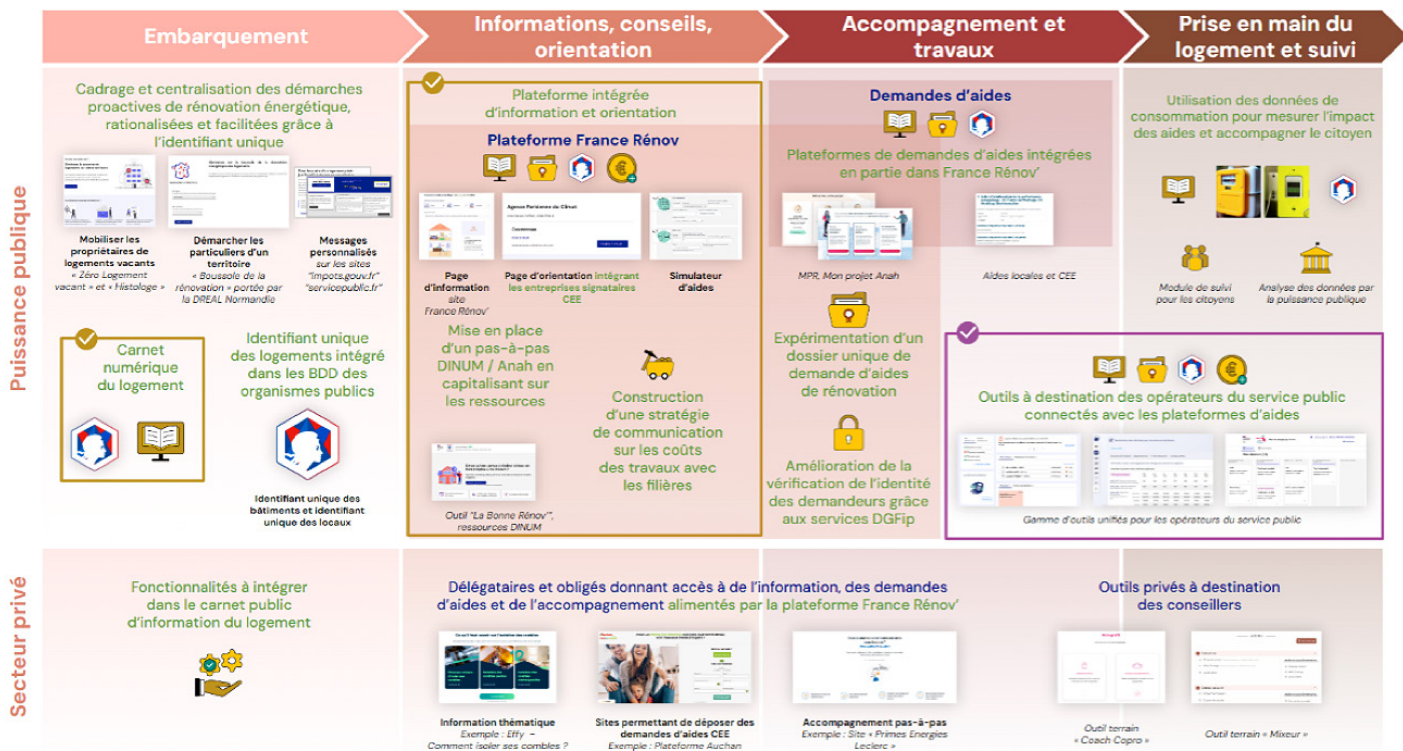 Embarquement
Informations, conseils,
orientation
Accompagnement et
travaux
Prise en main du
logement et suivi
Puissance publique
Cadrage et centralisation des démarches
proactives de rénovation énergétique,
rationalisées et facilitées grâce à
l'identifiant unique
Mobiliser les
propriétaires de
logements vacants
« Zéro Logement
vacant » et « Histologe »
Démarcher les
particuliers d'un
territoire
« Boussole de la
rénovation » portée par
la DREAL Normandie
Messages
personnalisés
sur les sites
"impots.gouv.fr"
"servicepublic.fr"
Carnet
numérique
du logement
Identifiant unique
des logements intégré
dans les BDD des
organismes publics
Identifiant unique des
bâtiments et identifiant
unique des locaux
Plateforme intégrée
d'information et orientation
Plateforme France Rénov
Agence Parisienne du Climat
Page
d'information
site
France Rénov'
Page d'orientation intégrant
les entreprises signataires
CEE
Simulateur
d'aides
Mise en place
d'un pas-à-pas
DINUM / Anah en
capitalisant sur
les ressources
Outil "La Bonne Rénov'",
ressources DINUM
Construction
d'une stratégie
de communication
sur les coûts
des travaux avec
les filières
Demandes d'aides
Plateformes de demandes d'aides intégrées
en partie dans France Rénov'
MPR, Mon projet Anah
Aides locales et CEE
Expérimentation d'un
dossier unique de
demande d'aides
de rénovation
Amélioration de la
vérification de l'identité
des demandeurs grâce
aux services DGFip
Utilisation des données de
consommation pour mesurer l'impact
des aides et accompagner le citoyen
Module de suivi
pour les citoyens
Analyse des données par
la puissance publique
Outils à destination des opérateurs du service public
connectés avec les plateformes d'aides
Gamme d'outils unifiés pour les opérateurs du service public
Secteur privé
Fonctionnalités à intégrer
dans le carnet public
d'information du logement
Délégataires et obligés donnant accès à de l'information, des demandes
d'aides et de l'accompagnement alimentés par la plateforme France Rénov'
Information thématique
Exemple : Effy –
Comment isoler ses combles ?
Sites permettant de déposer des
demandes d'aides CEE
Exemple : Plateforme Auchan
Accompagnement pas-à-pas
Exemple : Site « Primes Energies
Leclerc »
Outils privés à destination
des conseillers
Outil terrain
« Coach Copro »
Outil terrain « Mixeur »